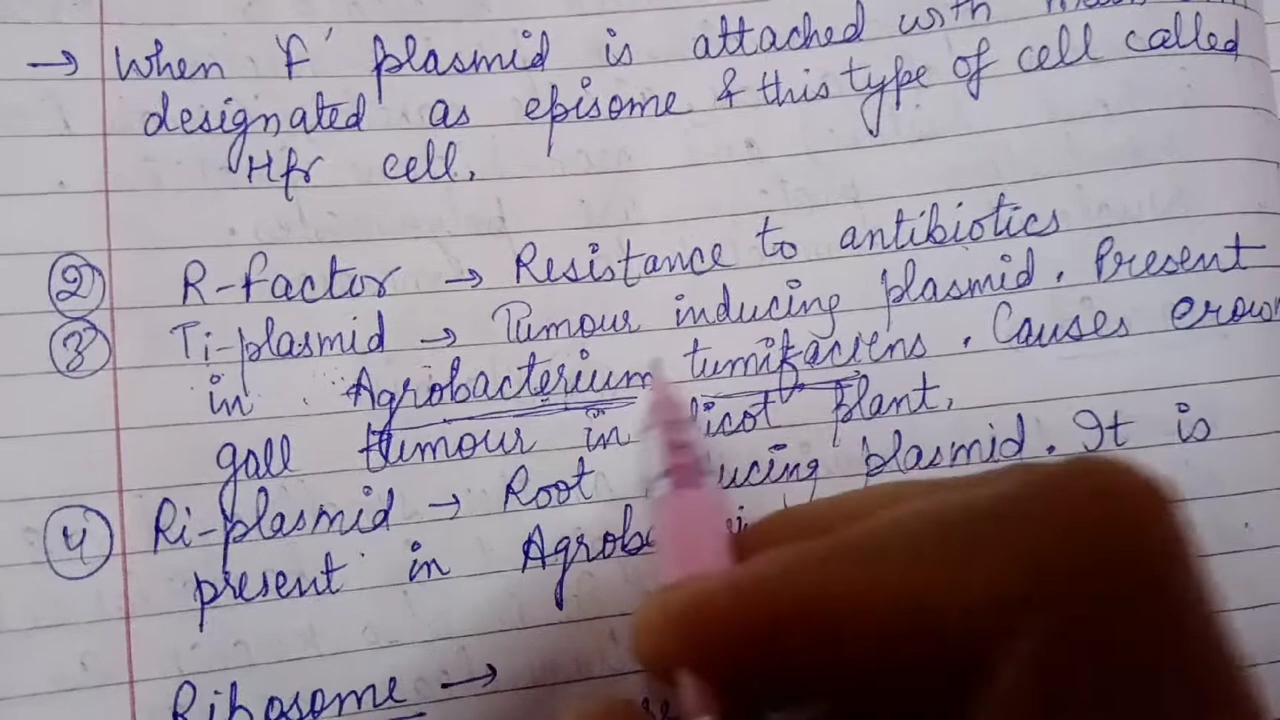 → When 'F' plasmid is attached with
designated as episome & this type of cell called
Hfr cell.
② R-factor → Resistance to antibiotics
③ Ti-plasmid → Tumour inducing plasmid. Present
in Agrobacterium tumifaciens. Causes crown
gall tumour in dicot plant.
④ Ri-plasmid → Root plasmid. It is
present in
Ribosome →